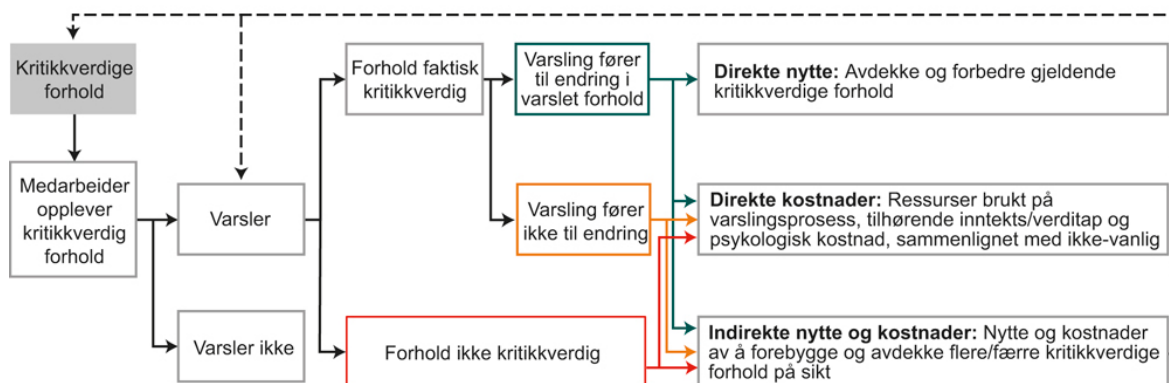 Kritikkverdige
forhold
Medarbeider
opplever
kritikkverdig
forhold
Varsler
Varsler ikke
Forhold faktisk
kritikkverdig
Forhold ikke kritikkverdig
Varsling fører
til endring i
varslet forhold
Varsling fører
ikke til endring
Direkte nytte: Avdekke og forbedre gjeldende
kritikkverdige forhold
Direkte kostnader: Ressurser brukt på
varslingsprosess, tilhørende inntekts/verditap og
psykologisk kostnad, sammenlignet med ikke-vanlig
Indirekte nytte og kostnader: Nytte og kostnader
av å forebygge og avdekke flere/færre kritikkverdige
forhold på sikt